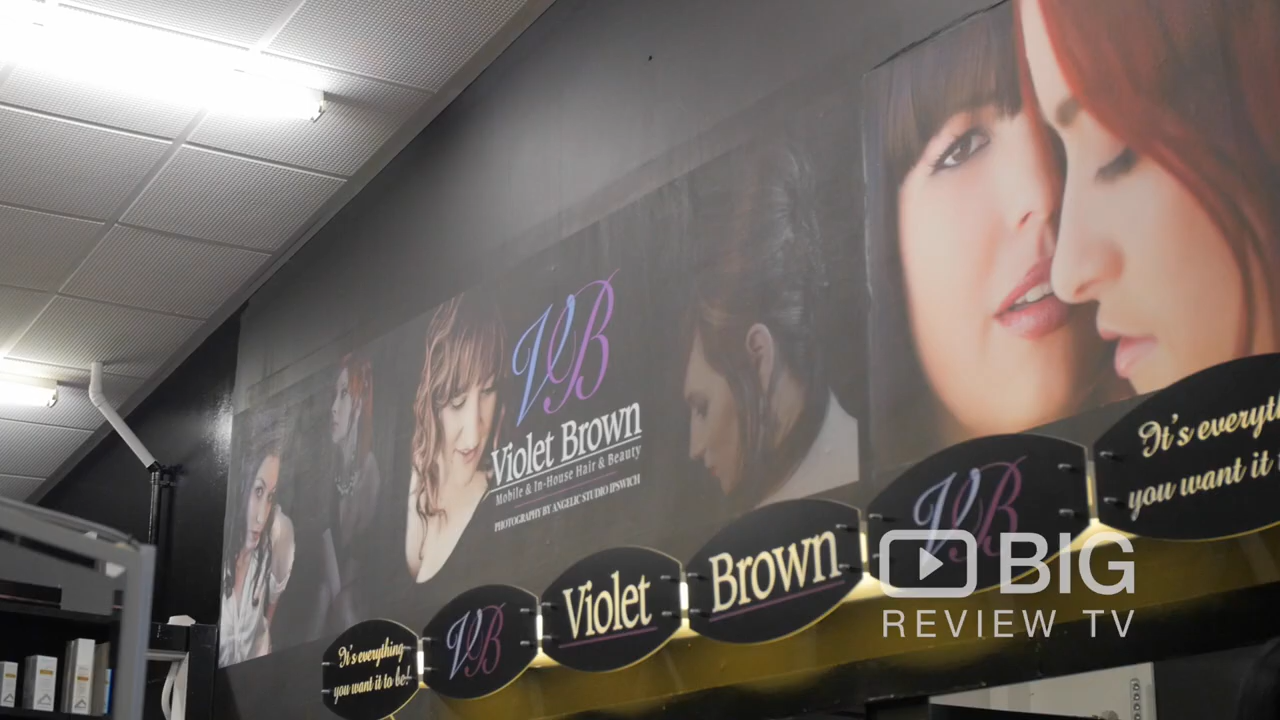 VB
Violet Brown
Mobile & In-House Hair & Beauty
PHOTOGRAPHY BY ANGELIC STUDIO IPSWICH
It's everything
you want it to be!
VB
Violet
Brown
VB
It's everyth
you want it
BIG
REVIEW TV